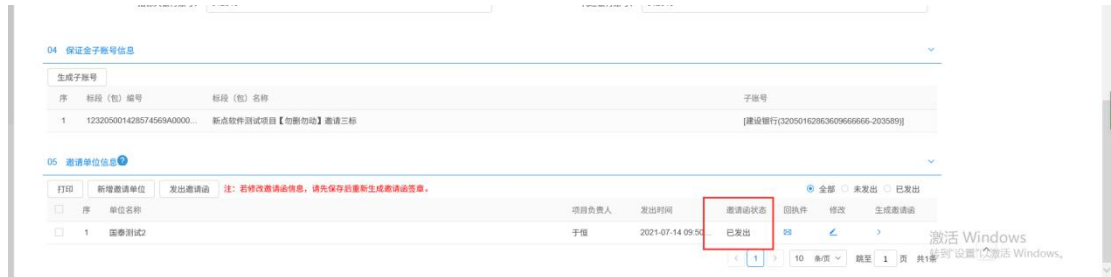 04 保证金子账号信息
生成子账号
序 标段（包）编号 标段（包）名称 子账号
1 123205001428574569A0000... 新点软件测试项目【勿删勿动】邀请三标 [建设银行(32050162863609666666-203589)]
05 邀请单位信息
打印 新增邀请单位 发出邀请函 注：若修改邀请函信息，请先保存后重新生成邀请函签章。 全部 未发出 已发出
序 单位名称 项目负责人 发出时间 邀请函状态 回执件 修改 生成邀请函
1 国泰测试2 于恒 2021-07-14 09:50... 已发出
1 10 条/页 跳至 1 页 共1条
激活 Windows
转到"设置"以激活 Windows。